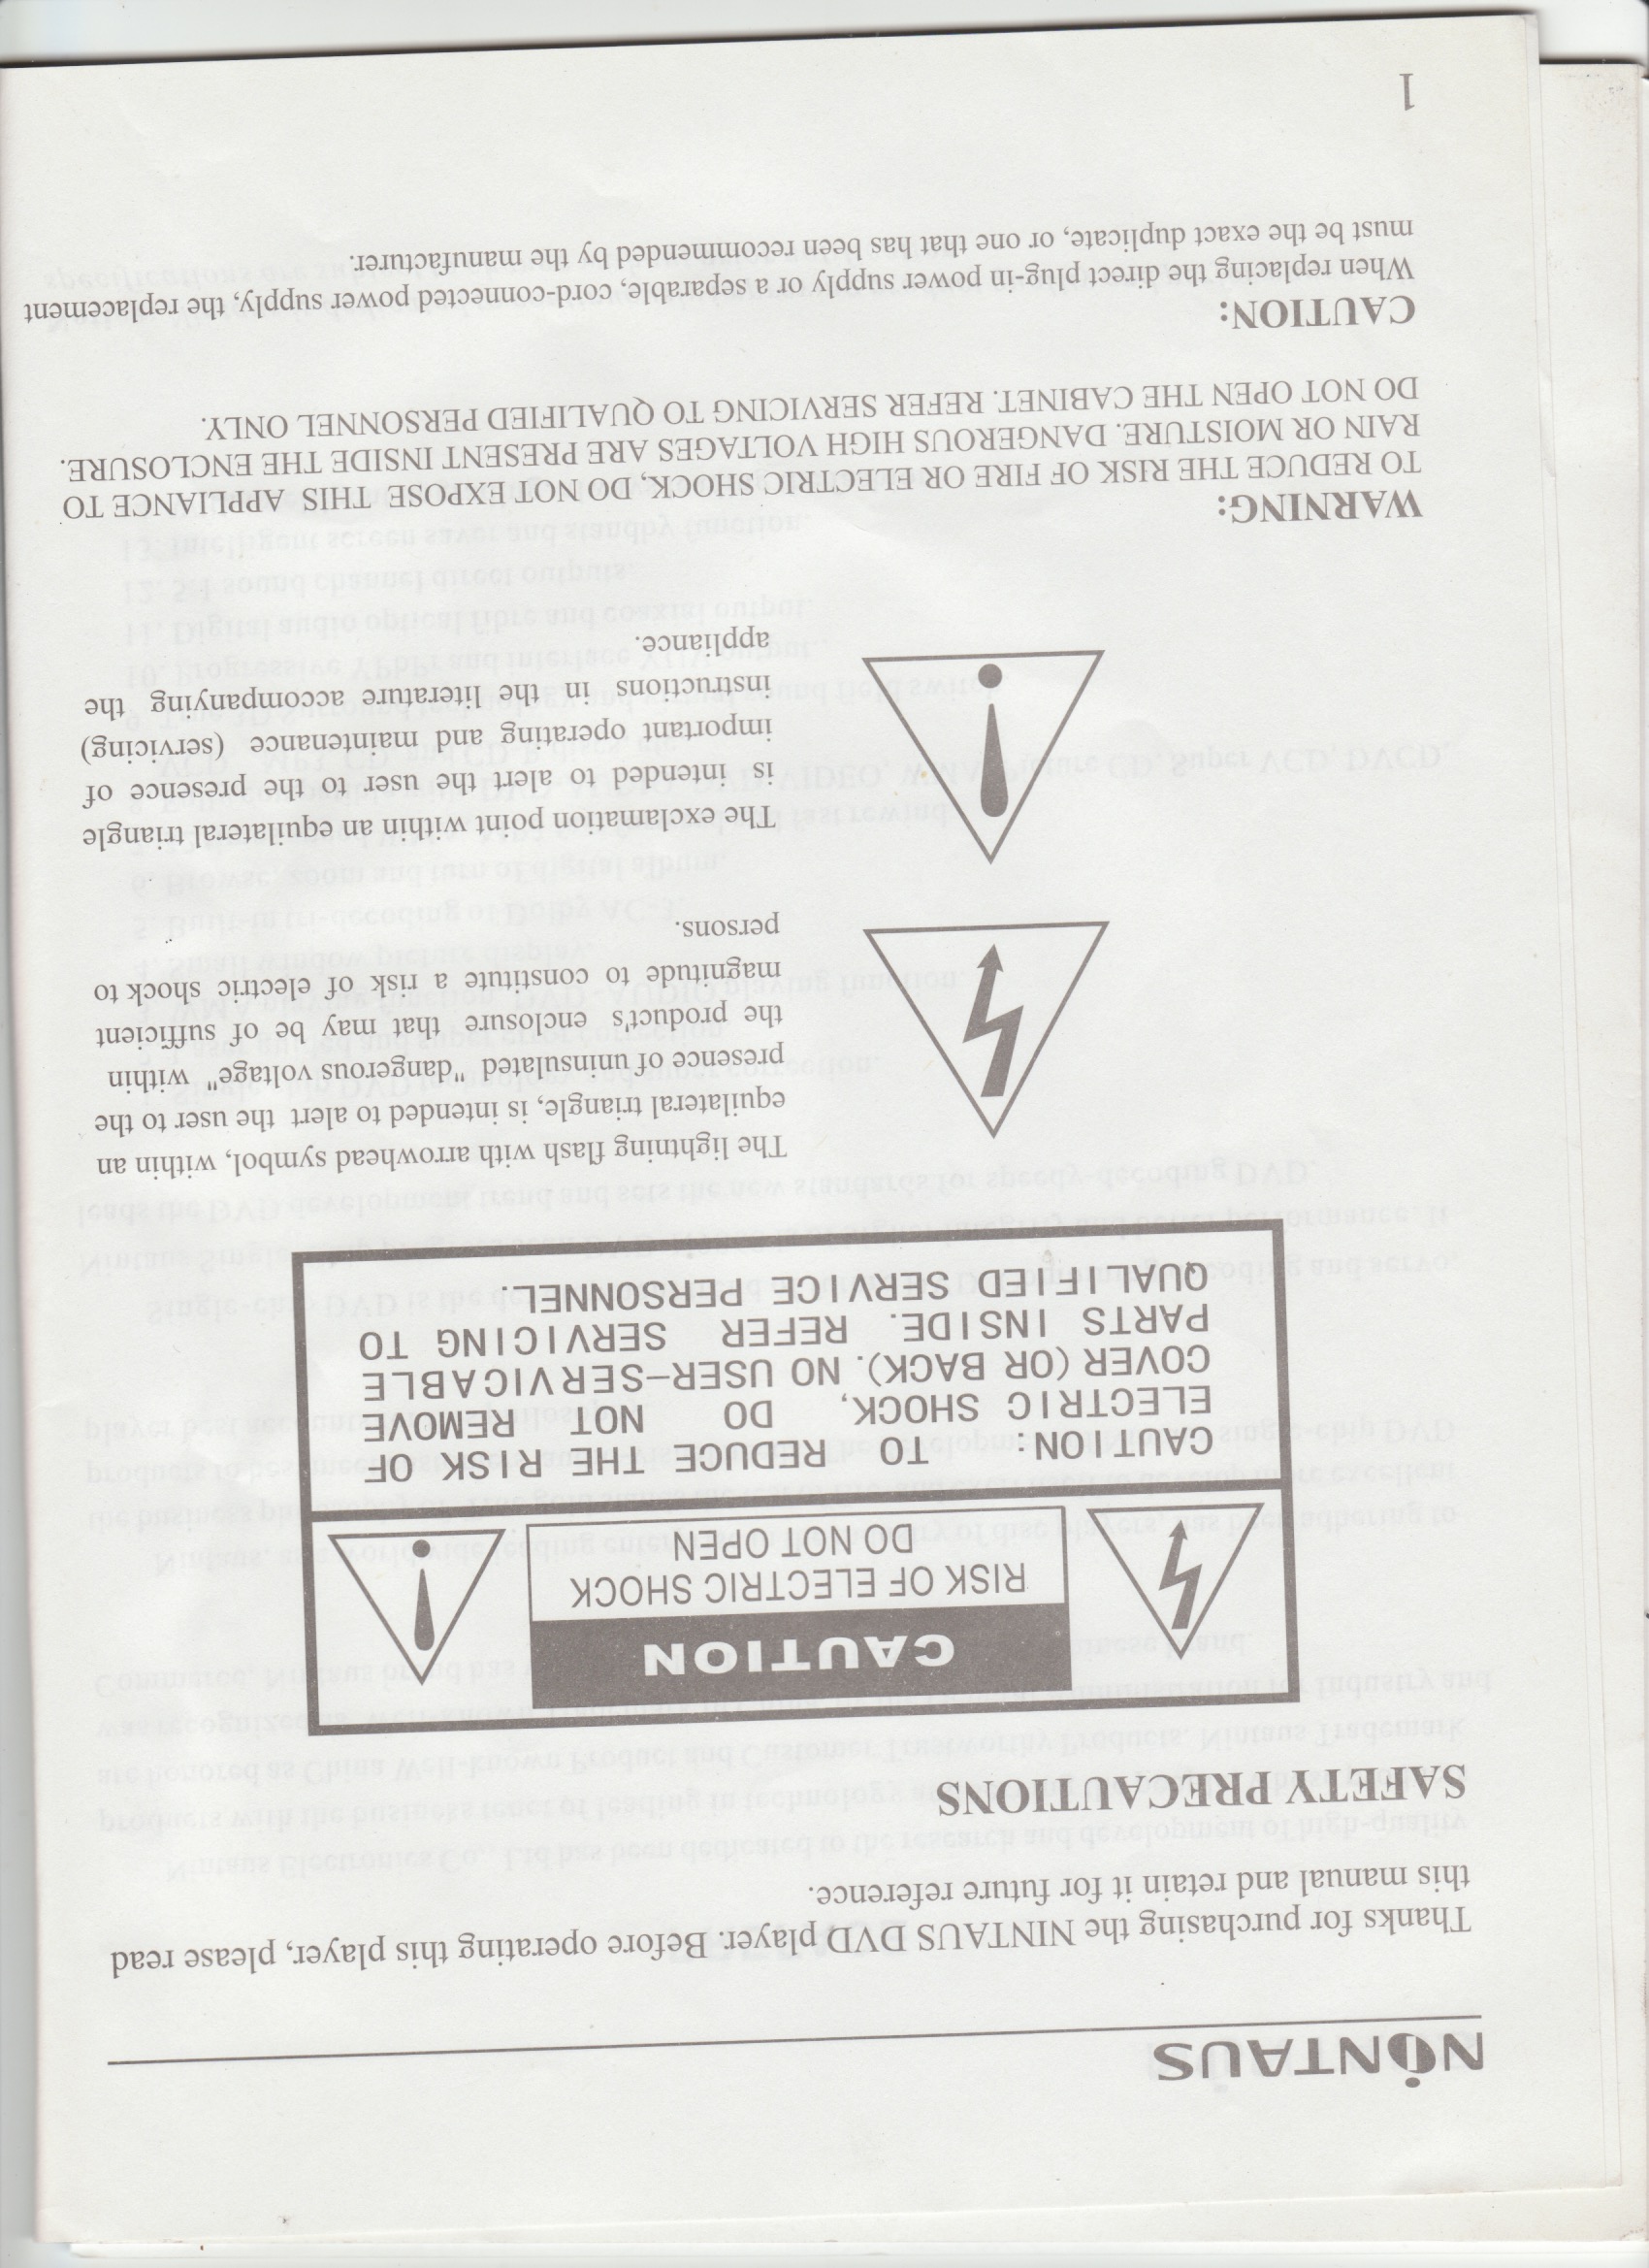 NINTAUS
Thanks for purchasing the NINTAUS DVD player. Before operating this player, please read
this manual and retain it for future reference.
SAFETY PRECAUTIONS
CAUTION
RISK OF ELECTRIC SHOCK
DO NOT OPEN
CAUTION: TO REDUCE THE RISK OF
ELECTRIC SHOCK, DO NOT REMOVE
COVER (OR BACK). NO USER-SERVICABLE
PARTS INSIDE. REFER SERVICING TO
QUALIFIED SERVICE PERSONNEL.
The lightning flash with arrowhead symbol, within an
equilateral triangle, is intended to alert the user to the
presence of uninsulated "dangerous voltage" within
the product's enclosure that may be of sufficient
magnitude to constitute a risk of electric shock to
persons.
The exclamation point within an equilateral triangle
is intended to alert the user to the presence of
important operating and maintenance (servicing)
instructions in the literature accompanying the
appliance.
WARNING:
TO REDUCE THE RISK OF FIRE OR ELECTRIC SHOCK, DO NOT EXPOSE THIS APPLIANCE TO
RAIN OR MOISTURE. DANGEROUS HIGH VOLTAGES ARE PRESENT INSIDE THE ENCLOSURE.
DO NOT OPEN THE CABINET. REFER SERVICING TO QUALIFIED PERSONNEL ONLY.
CAUTION:
When replacing the direct plug-in power supply or a separable, cord-connected power supply, the replacement
must be the exact duplicate, or one that has been recommended by the manufacturer.
1